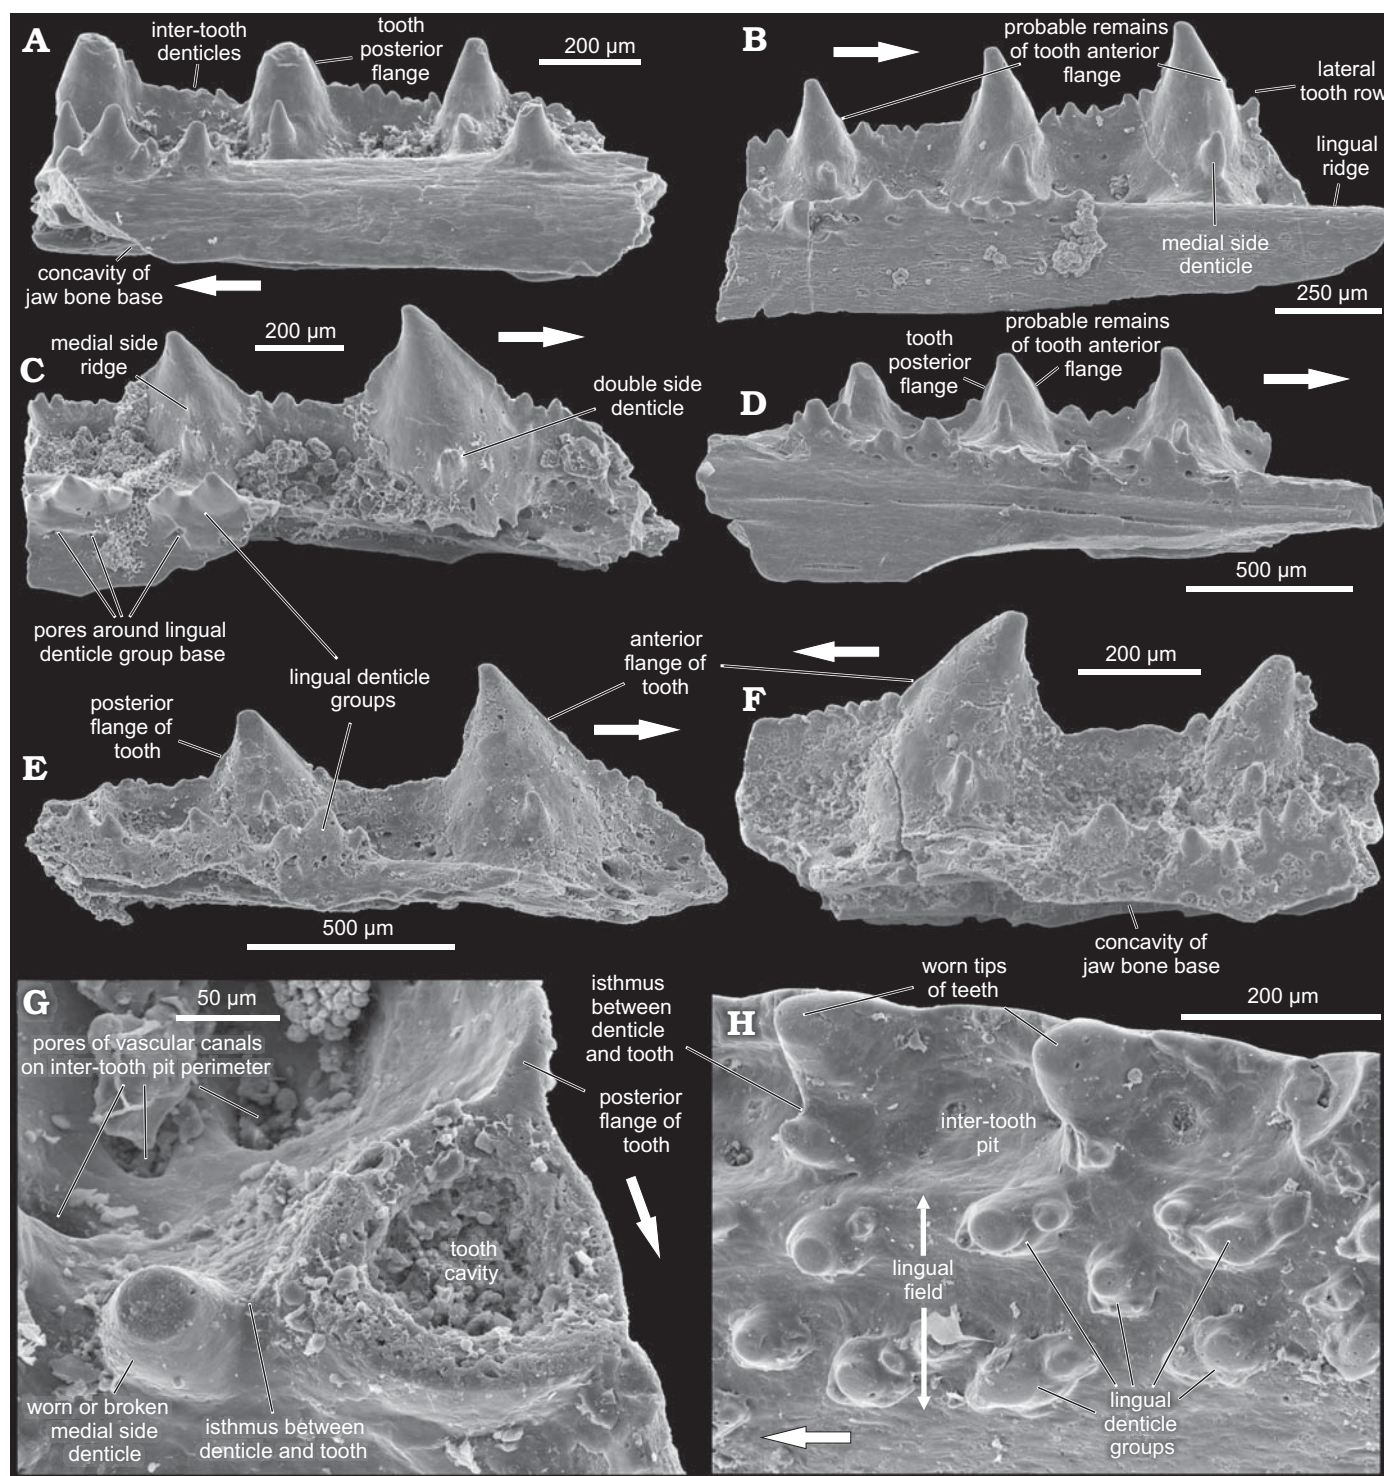 A
inter-tooth
denticles
tooth
posterior
flange
200 µm
concavity of
jaw bone base
B
probable remains
of tooth anterior
flange
lateral
tooth row
lingual
ridge
medial side
denticle
250 µm
C
medial side
ridge
200 µm
double side
denticle
pores around lingual
denticle group base
lingual denticle
groups
D
tooth
posterior
flange
probable remains
of tooth anterior
flange
500 µm
E
posterior
flange of
tooth
anterior
flange of
tooth
500 µm
F
200 µm
concavity of
jaw bone base
G
50 µm
pores of vascular canals
on inter-tooth pit perimeter
isthmus
between
denticle
and tooth
posterior
flange of
tooth
tooth
cavity
worn or broken
medial side
denticle
isthmus between
denticle and tooth
H
worn tips
of teeth
200 µm
inter-tooth
pit
lingual
field
lingual
denticle
groups